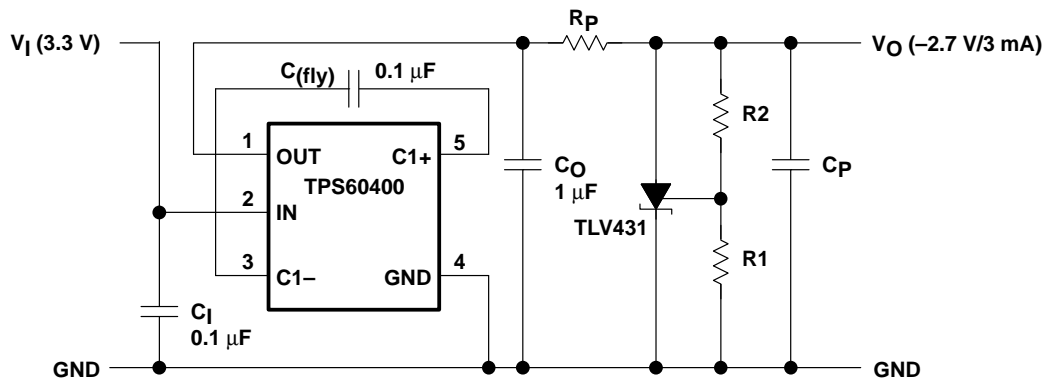 VI (3.3 V)
RP
VO (–2.7 V/3 mA)
C(fly)
0.1 µF
R2
1
OUT
C1+
5
TPS60400
CO
1 µF
CP
2
IN
TLV431
R1
3
C1–
GND
4
CI
0.1 µF
GND
GND